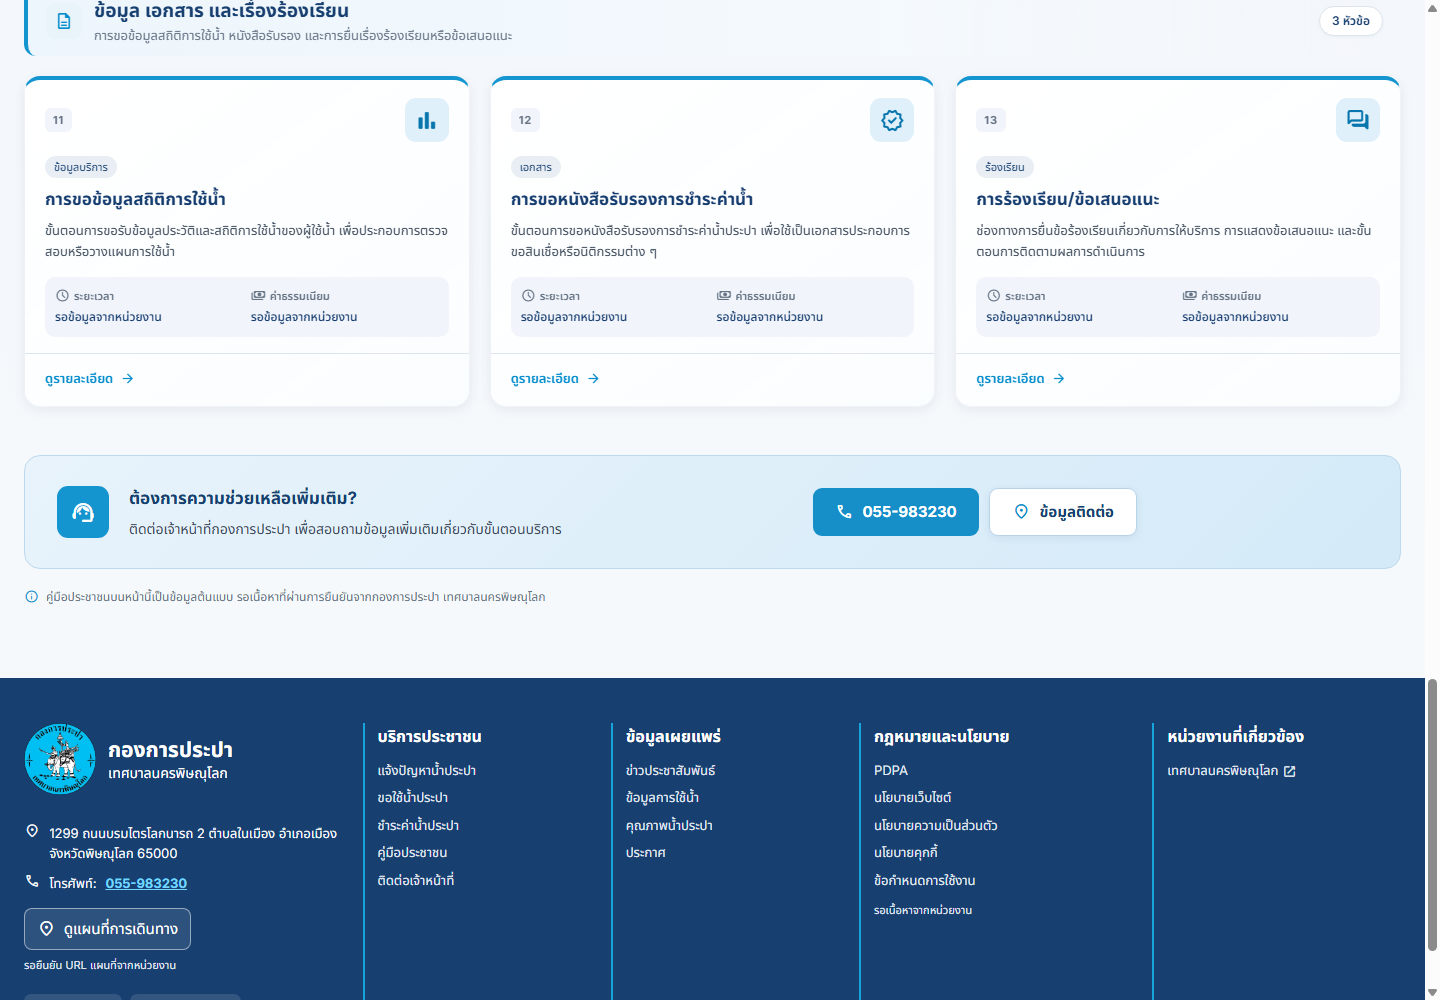 ข้อมูล เอกสาร และเรื่องร้องเรียน
การขอข้อมูลสถิติการใช้น้ำ หนังสือรับรอง และการยื่นเรื่องร้องเรียนหรือข้อเสนอแนะ
3 หัวข้อ
11
ข้อมูลบริการ
การขอข้อมูลสถิติการใช้น้ำ
ขั้นตอนการขอรับข้อมูลประวัติและสถิติการใช้น้ำของผู้ใช้น้ำ เพื่อประกอบการตรวจ
สอบหรือวางแผนการใช้น้ำ
ระยะเวลา
รอข้อมูลจากหน่วยงาน
ค่าธรรมเนียม
รอข้อมูลจากหน่วยงาน
ดูรายละเอียด
12
เอกสาร
การขอหนังสือรับรองการชำระค่าน้ำ
ขั้นตอนการขอหนังสือรับรองการชำระค่าน้ำประปา เพื่อใช้เป็นเอกสารประกอบการ
ขอสินเชื่อหรือนิติกรรมต่าง ๆ
ระยะเวลา
รอข้อมูลจากหน่วยงาน
ค่าธรรมเนียม
รอข้อมูลจากหน่วยงาน
ดูรายละเอียด
13
ร้องเรียน
การร้องเรียน/ข้อเสนอแนะ
ช่องทางการยื่นข้อร้องเรียนเกี่ยวกับการให้บริการ การแสดงข้อเสนอแนะ และขั้น
ตอนการติดตามผลการดำเนินการ
ระยะเวลา
รอข้อมูลจากหน่วยงาน
ค่าธรรมเนียม
รอข้อมูลจากหน่วยงาน
ดูรายละเอียด
ต้องการความช่วยเหลือเพิ่มเติม?
ติดต่อเจ้าหน้าที่กองการประปา เพื่อสอบถามข้อมูลเพิ่มเติมเกี่ยวกับขั้นตอนบริการ
055-983230
ข้อมูลติดต่อ
คู่มือประชาชนบนหน้านี้เป็นข้อมูลต้นแบบ รอเนื้อหาที่ผ่านการยืนยันจากกองการประปา เทศบาลนครพิษณุโลก
กองการประปา
เทศบาลนครพิษณุโลก
กองการประปา
เทศบาลนครพิษณุโลก
1299 ถนนบรมไตรโลกนารถ 2 ตำบลในเมือง อำเภอเมือง
จังหวัดพิษณุโลก 65000
โทรศัพท์: 055-983230
ดูแผนที่การเดินทาง
รอยืนยัน URL แผนที่จากหน่วยงาน
บริการประชาชน
แจ้งปัญหาน้ำประปา
ขอใช้น้ำประปา
ชำระค่าน้ำประปา
คู่มือประชาชน
ติดต่อเจ้าหน้าที่
ข้อมูลเผยแพร่
ข่าวประชาสัมพันธ์
ข้อมูลการใช้น้ำ
คุณภาพน้ำประปา
ประกาศ
กฎหมายและนโยบาย
PDPA
นโยบายเว็บไซต์
นโยบายความเป็นส่วนตัว
นโยบายคุกกี้
ข้อกำหนดการใช้งาน
รอเนื้อหาจากหน่วยงาน
หน่วยงานที่เกี่ยวข้อง
เทศบาลนครพิษณุโลก